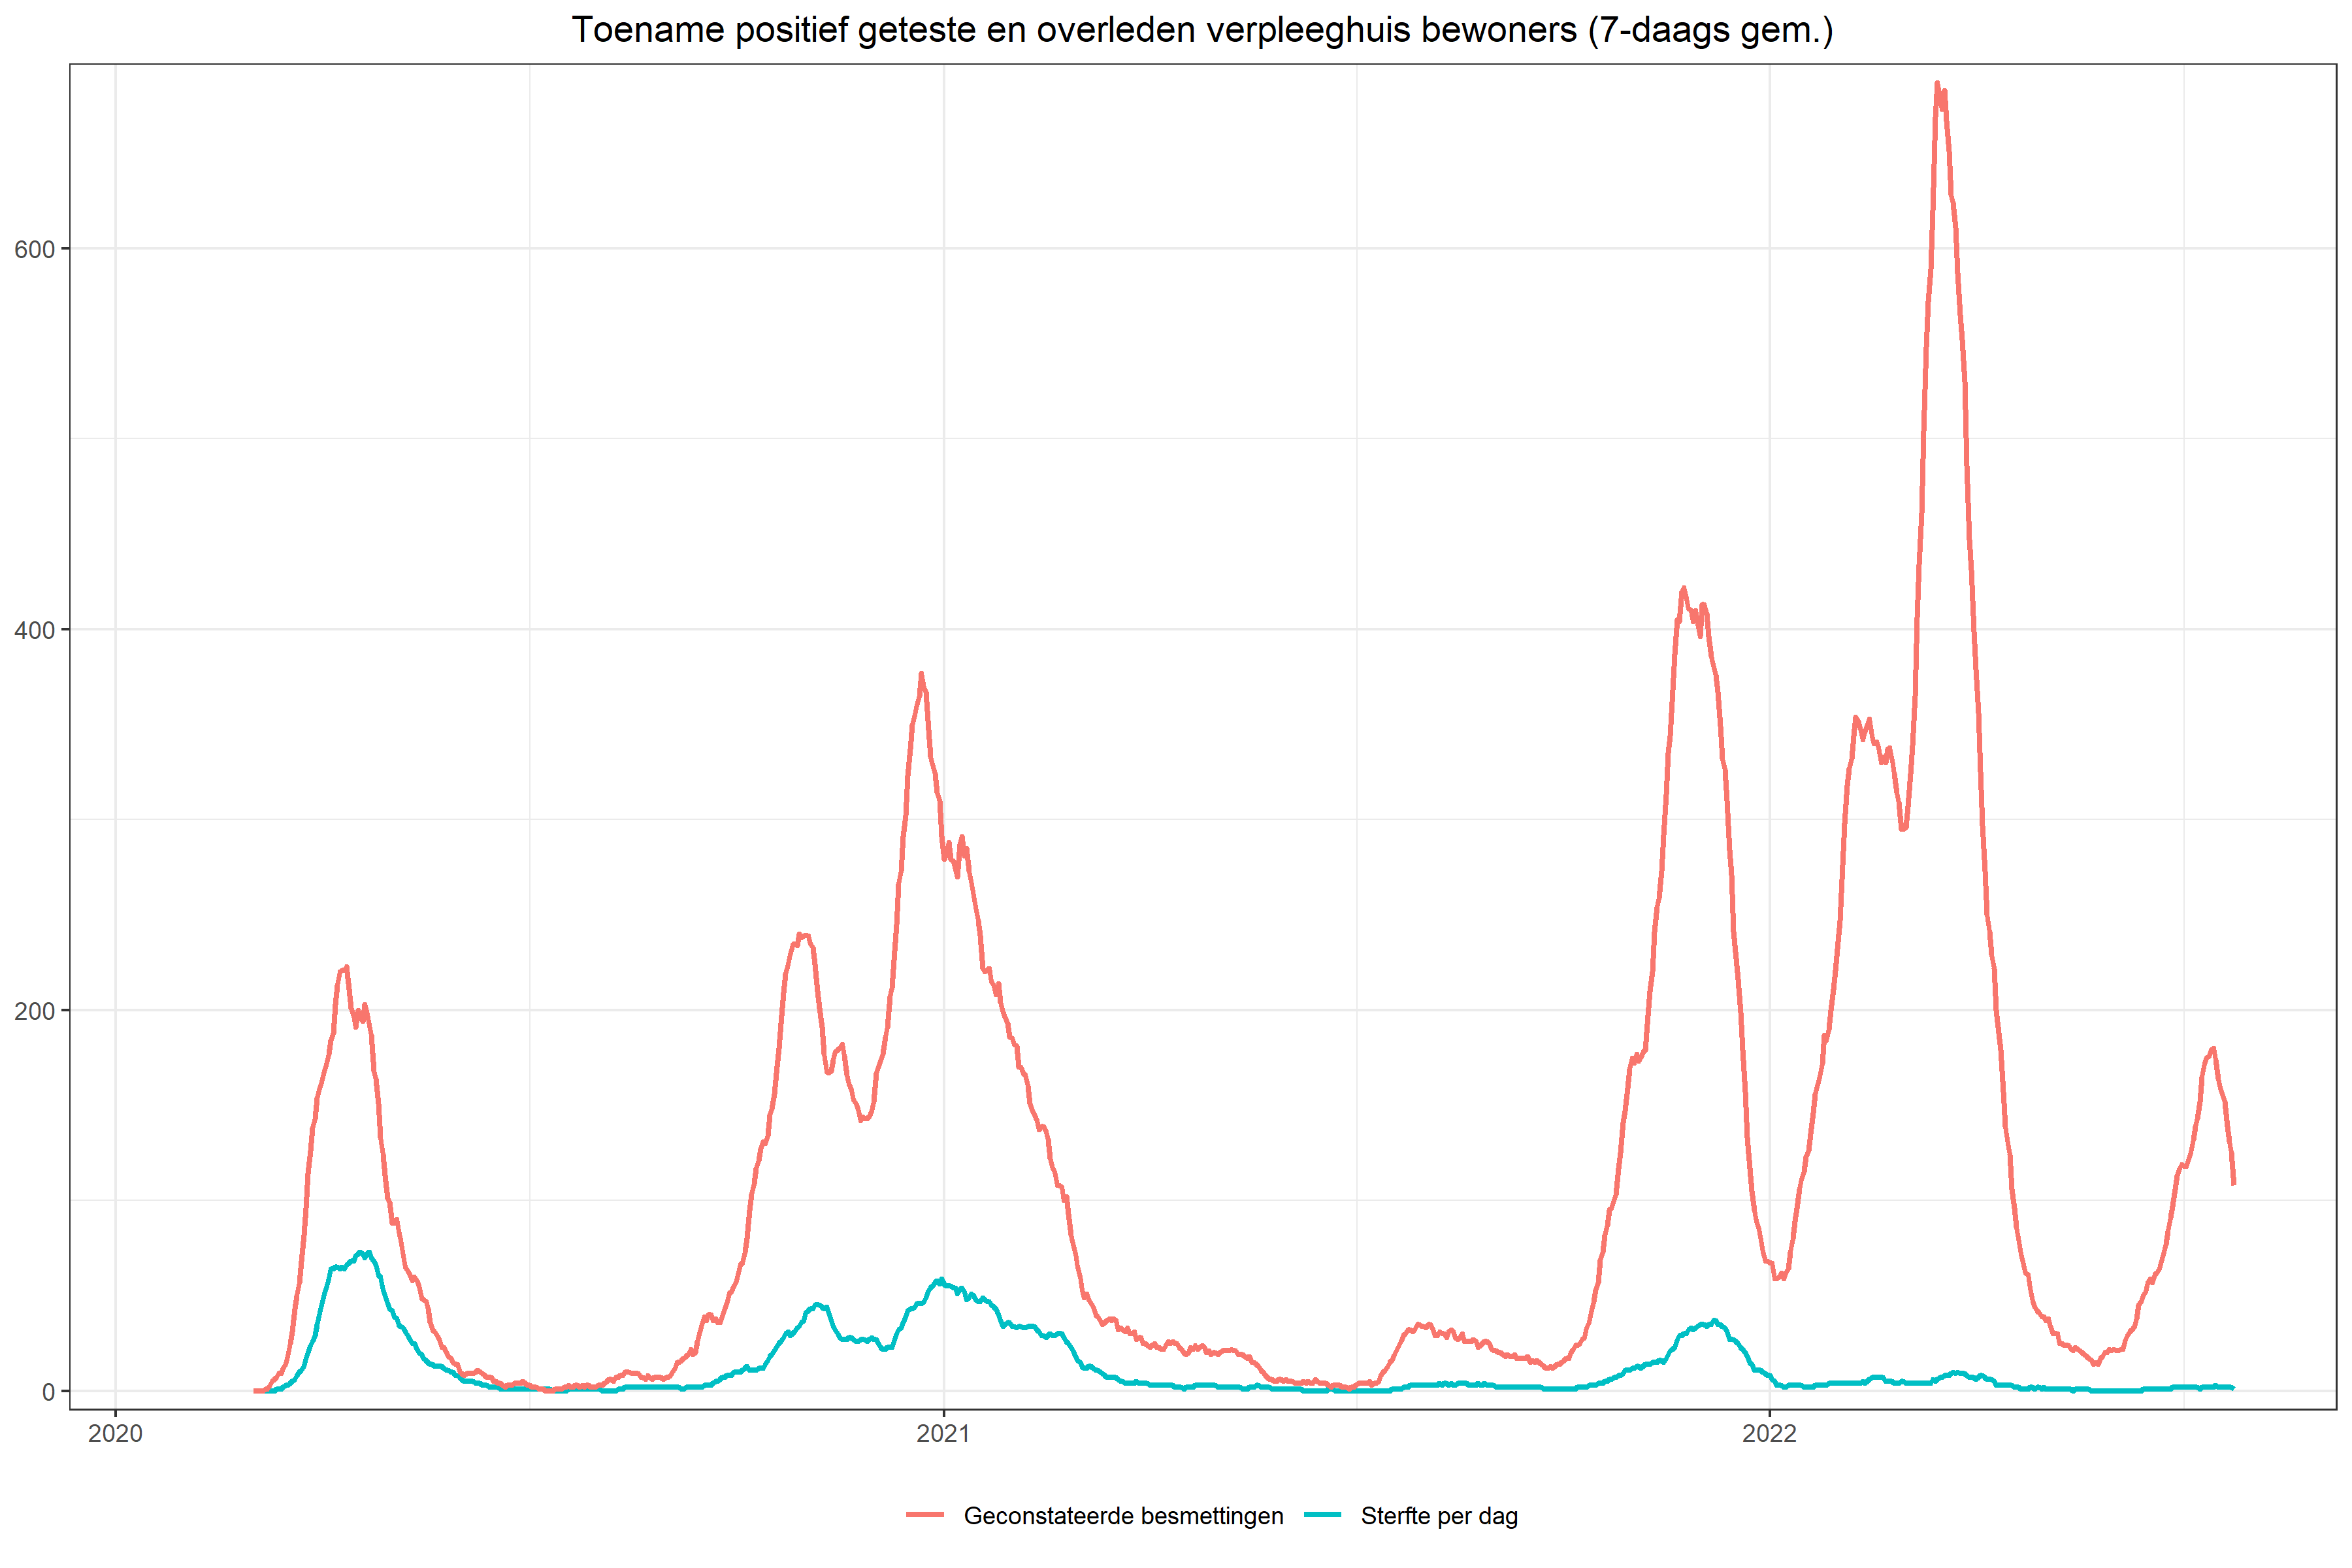 Toename positief geteste en overleden verpleeghuis bewoners (7-daags gem.)
600
400
200
0
2020 2021 2022
Geconstateerde besmettingen Sterfte per dag